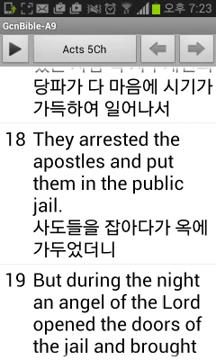 오후 7:23
GcnBible-A9
Acts 5Ch
당파가 다 마음에 시기가
가득하여 일어나서
18 They arrested the
apostles and put
them in the public
jail.
사도들을 잡아다가 옥에
가두었더니
19 But during the night
an angel of the Lord
opened the doors of
the jail and brought